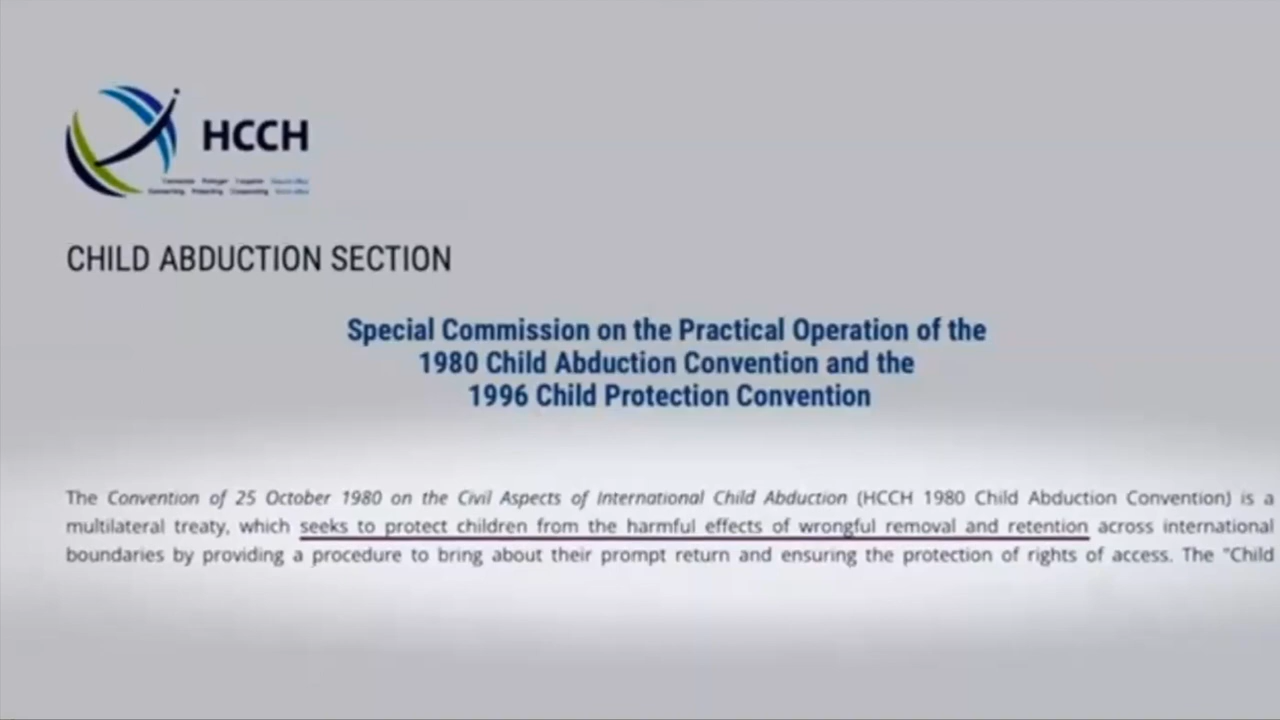 HCCH
CHILD ABDUCTION SECTION
Special Commission on the Practical Operation of the
1980 Child Abduction Convention and the
1996 Child Protection Convention
The Convention of 25 October 1980 on the Civil Aspects of International Child Abduction (HCCH 1980 Child Abduction Convention) is a
multilateral treaty, which seeks to protect children from the harmful effects of wrongful removal and retention across international
boundaries by providing a procedure to bring about their prompt return and ensuring the protection of rights of access. The "Child